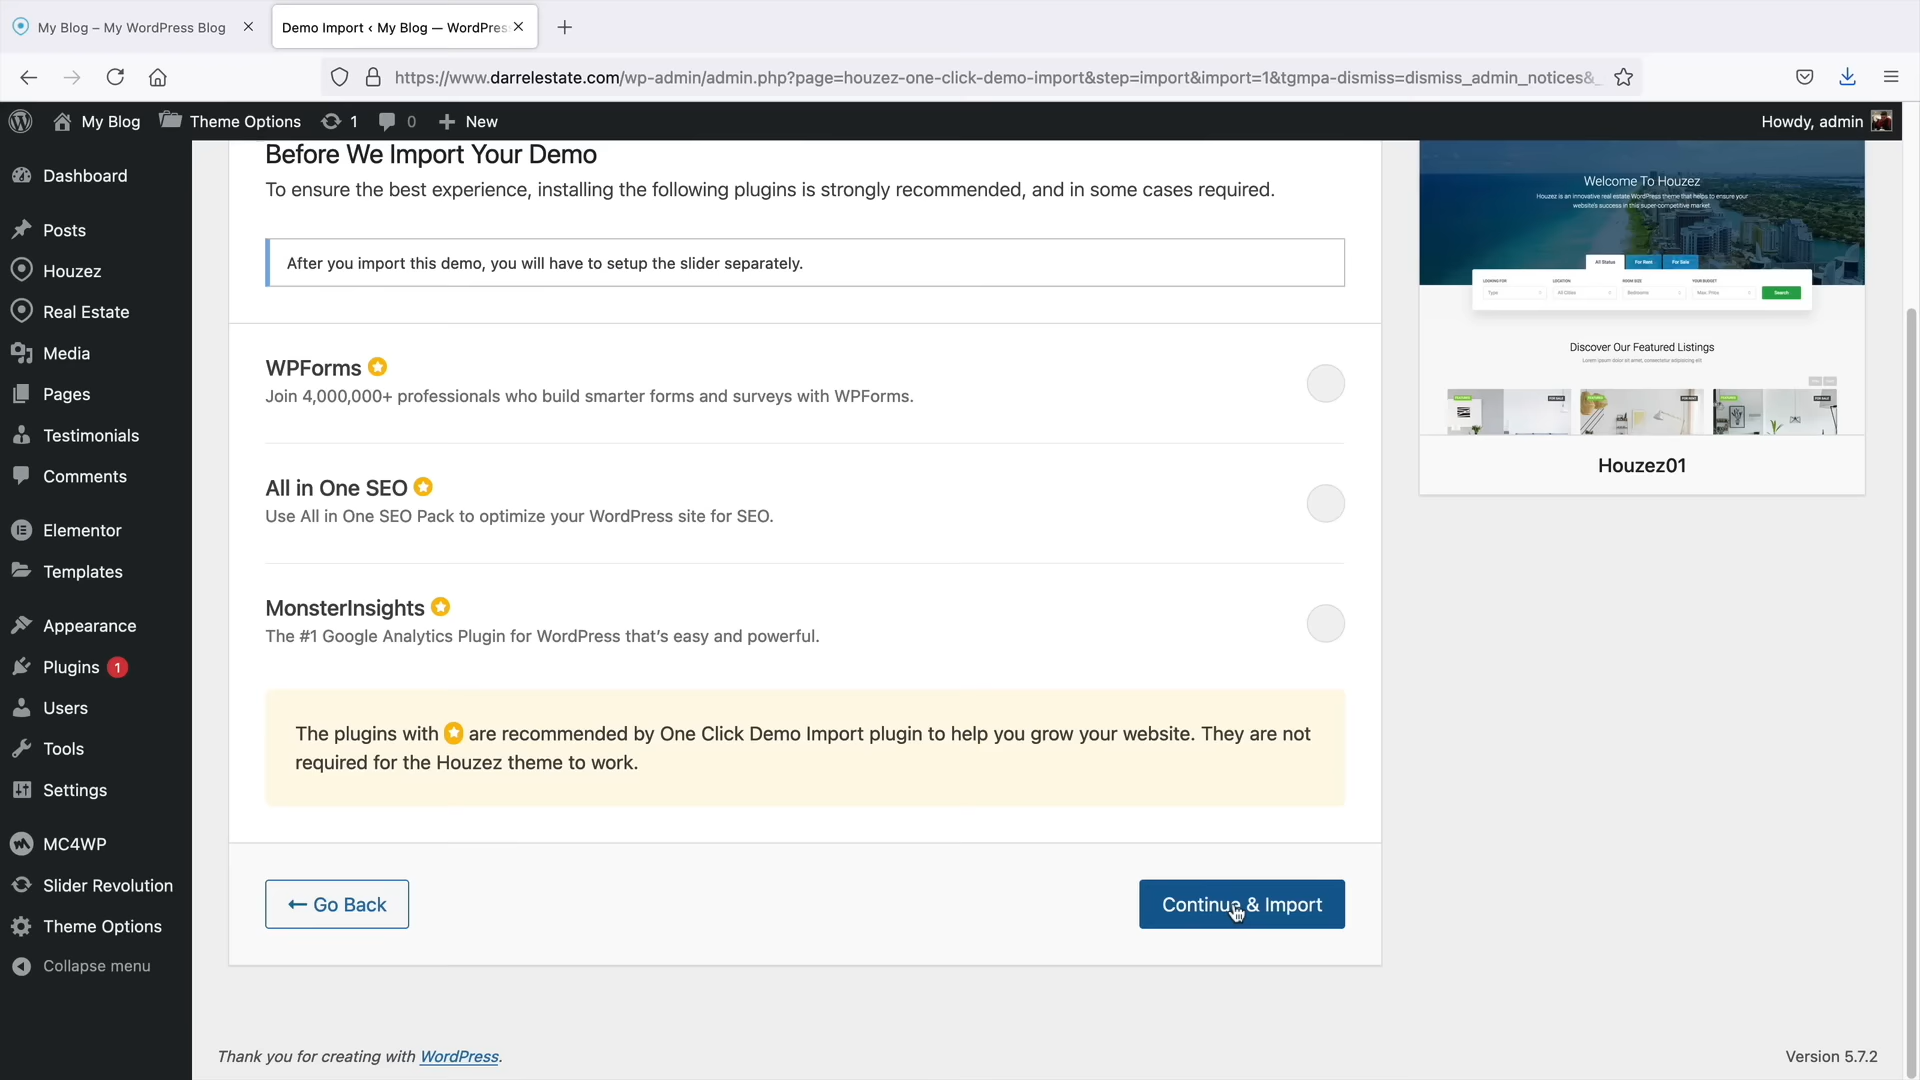 My Blog – My WordPress Blog
Demo Import ‹ My Blog — WordPres
https://www.darrelestate.com/wp-admin/admin.php?page=houzez-one-click-demo-import&step=import&import=1&tgmpa-dismiss=dismiss_admin_notices&_
My Blog
Theme Options
1
0
New
Howdy, admin
Dashboard
Posts
Houzez
Real Estate
Media
Pages
Testimonials
Comments
Elementor
Templates
Appearance
Plugins 1
Users
Tools
Settings
MC4WP
Slider Revolution
Theme Options
Collapse menu
Before We Import Your Demo
To ensure the best experience, installing the following plugins is strongly recommended, and in some cases required.
After you import this demo, you will have to setup the slider separately.
WPForms
Join 4,000,000+ professionals who build smarter forms and surveys with WPForms.
All in One SEO
Use All in One SEO Pack to optimize your WordPress site for SEO.
MonsterInsights
The #1 Google Analytics Plugin for WordPress that’s easy and powerful.
The plugins with are recommended by One Click Demo Import plugin to help you grow your website. They are not
required for the Houzez theme to work.
← Go Back
Continue & Import
Welcome To Houzez
Houzez is an innovative real estate WordPress theme that helps to ensure your
website's success in this super-competitive market
All Status
For Rent
For Sale
LOOKING FOR
LOCATION
ROOM SIZE
YOUR BUDGET
Type
All Cities
Bedrooms
Max. Price
Search
Discover Our Featured Listings
Lorem ipsum dolor sit amet, consectetur adipiscing elit
Houzez01
Thank you for creating with WordPress.
Version 5.7.2